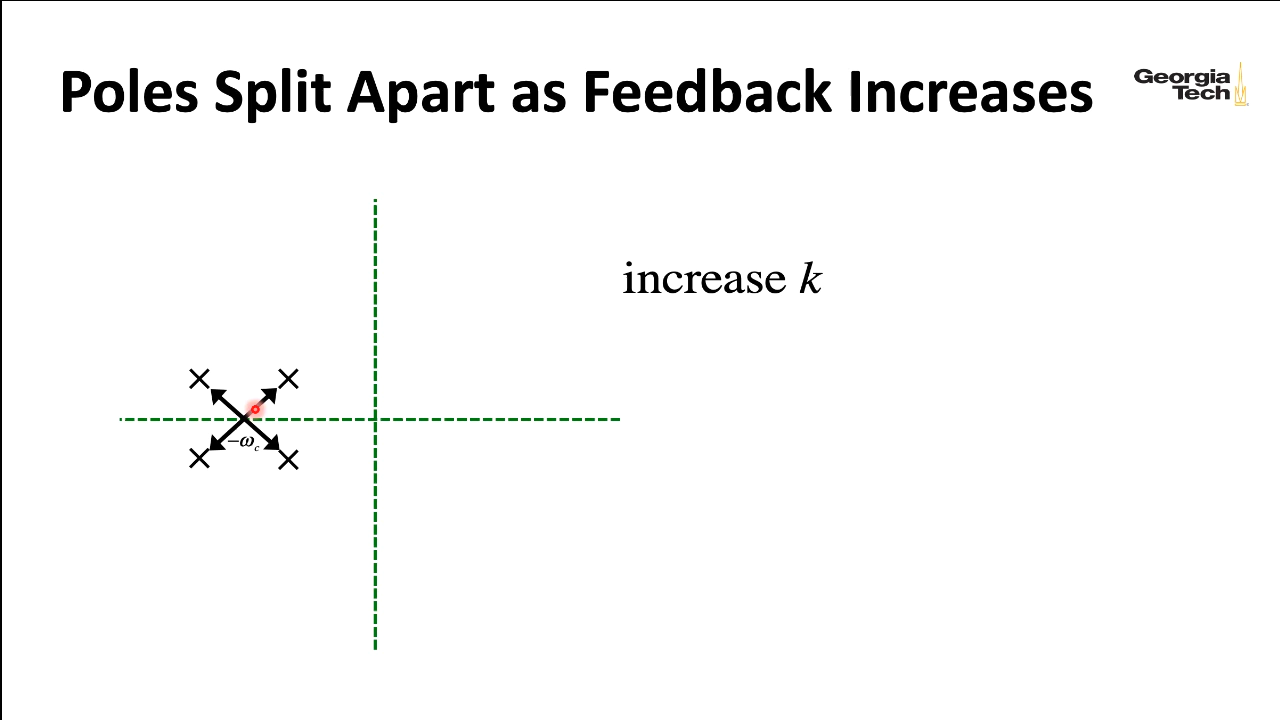 Poles Split Apart as Feedback Increases
Georgia
Tech
increase k
−ω_c